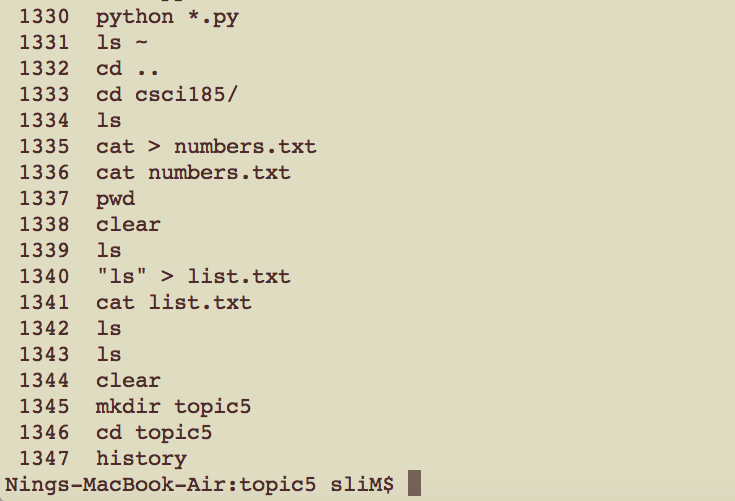 1330 python *.py
1331 ls ~
1332 cd ..
1333 cd csci185/
1334 ls
1335 cat > numbers.txt
1336 cat numbers.txt
1337 pwd
1338 clear
1339 ls
1340 "ls" > list.txt
1341 cat list.txt
1342 ls
1343 ls
1344 clear
1345 mkdir topic5
1346 cd topic5
1347 history
Nings-MacBook-Air:topic5 sliM$